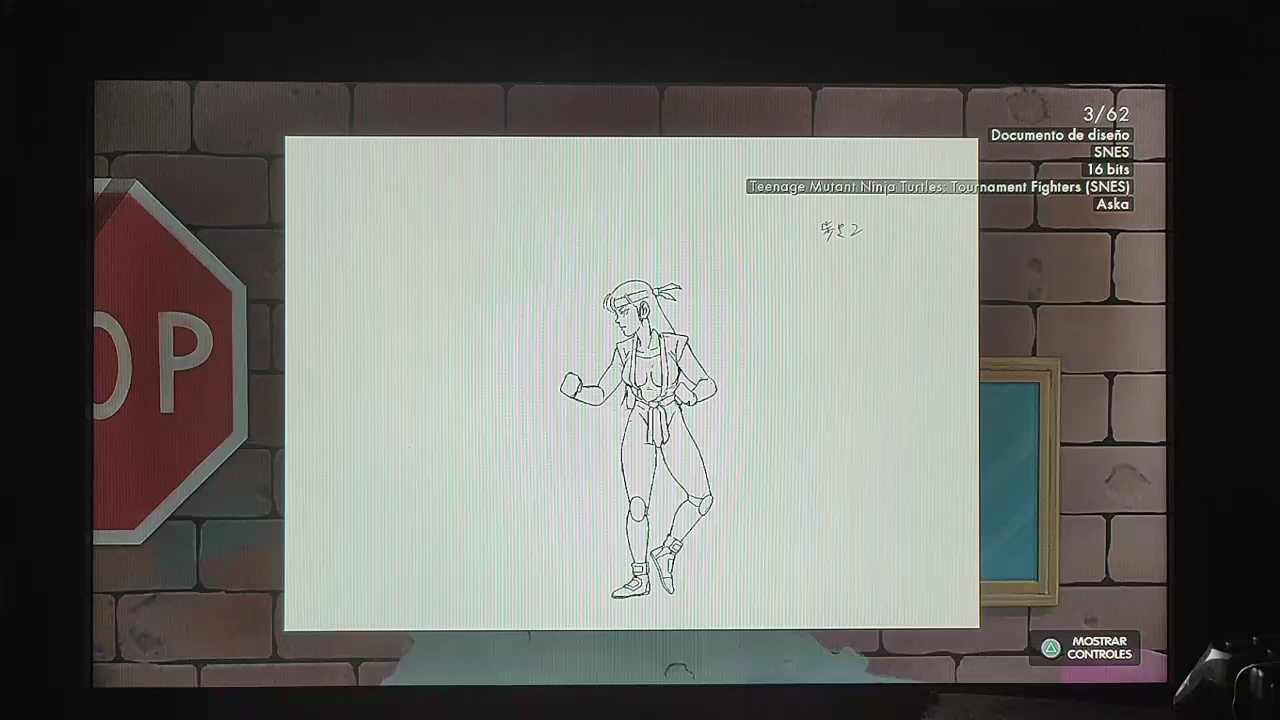 3/62
Documento de diseño
SNES
16 bits
Teenage Mutant Ninja Turtles: Tournament Fighters (SNES)
Aska
OP
MOSTRAR
CONTROLES